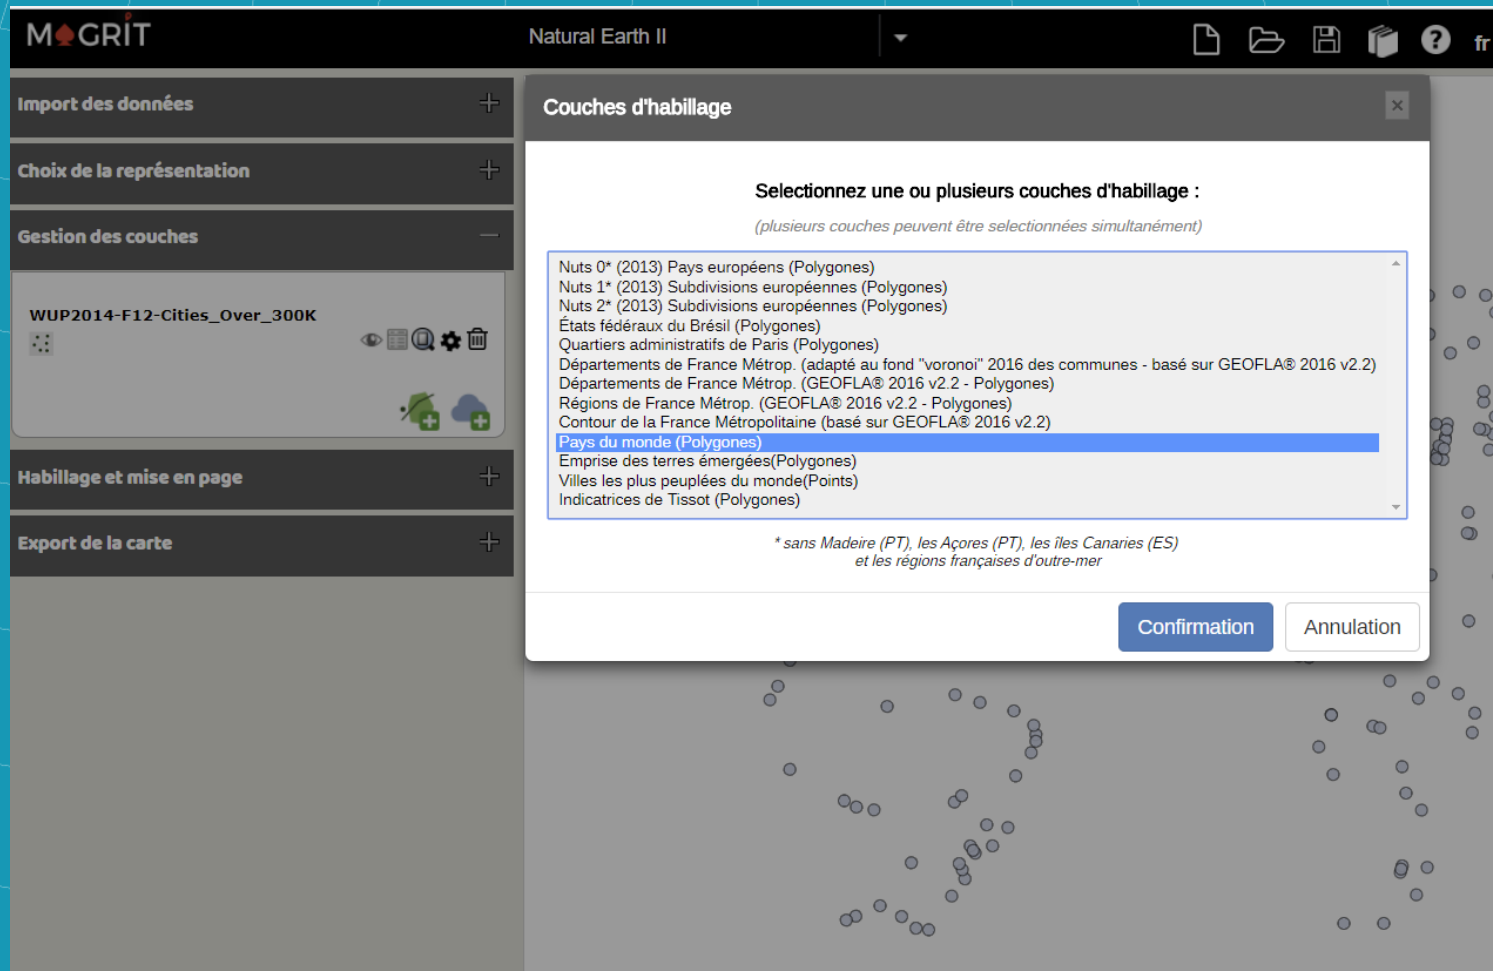 MAGRIT
Natural Earth II
fr
Import des données
Choix de la représentation
Gestion des couches
WUP2014-F12-Cities_Over_300K
Habillage et mise en page
Export de la carte
Couches d'habillage
×
Selectionnez une ou plusieurs couches d'habillage :
(plusieurs couches peuvent être selectionnées simultanément)
Nuts 0* (2013) Pays européens (Polygones)
Nuts 1* (2013) Subdivisions européennes (Polygones)
Nuts 2* (2013) Subdivisions européennes (Polygones)
États fédéraux du Brésil (Polygones)
Quartiers administratifs de Paris (Polygones)
Départements de France Métrop. (adapté au fond "voronoi" 2016 des communes - basé sur GEOFLA® 2016 v2.2)
Départements de France Métrop. (GEOFLA® 2016 v2.2 - Polygones)
Régions de France Métrop. (GEOFLA® 2016 v2.2 - Polygones)
Contour de la France Métropolitaine (basé sur GEOFLA® 2016 v2.2)
Pays du monde (Polygones)
Emprise des terres émergées(Polygones)
Villes les plus peuplées du monde(Points)
Indicatrices de Tissot (Polygones)
* sans Madeire (PT), les Açores (PT), les îles Canaries (ES)
et les régions françaises d'outre-mer
Confirmation
Annulation